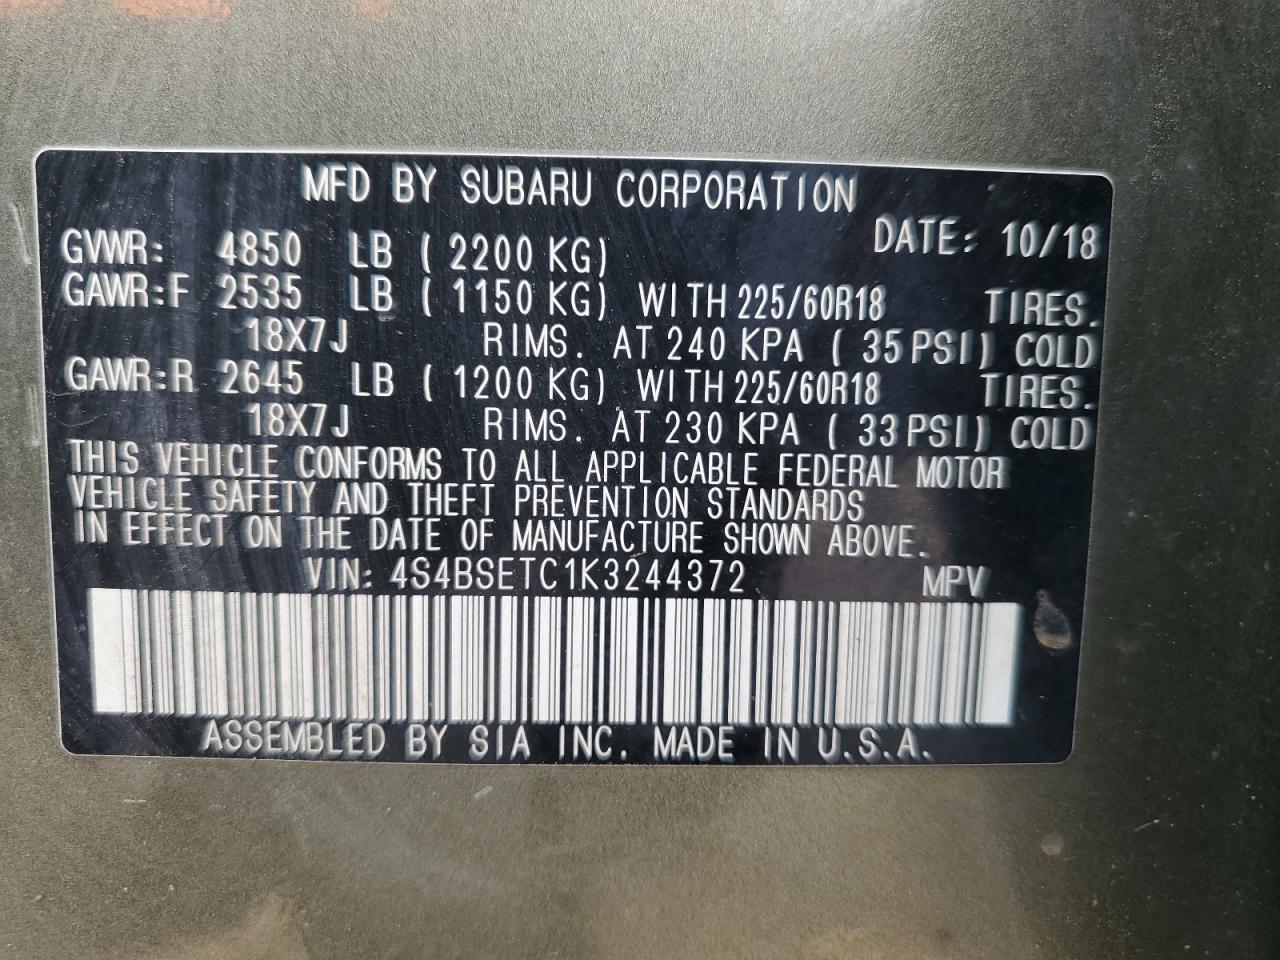 MFD BY SUBARU CORPORATION
DATE: 10/18
GVWR: 4850 LB ( 2200 KG)
GAWR:F 2535 LB ( 1150 KG) WITH 225/60R18 TIRES.
18X7J RIMS. AT 240 KPA ( 35 PSI) COLD
GAWR:R 2645 LB ( 1200 KG) WITH 225/60R18 TIRES.
18X7J RIMS. AT 230 KPA ( 33 PSI) COLD
THIS VEHICLE CONFORMS TO ALL APPLICABLE FEDERAL MOTOR
VEHICLE SAFETY AND THEFT PREVENTION STANDARDS
IN EFFECT ON THE DATE OF MANUFACTURE SHOWN ABOVE.
VIN: 4S4BSETC1K3244372 MPV
ASSEMBLED BY SIA INC. MADE IN U.S.A.